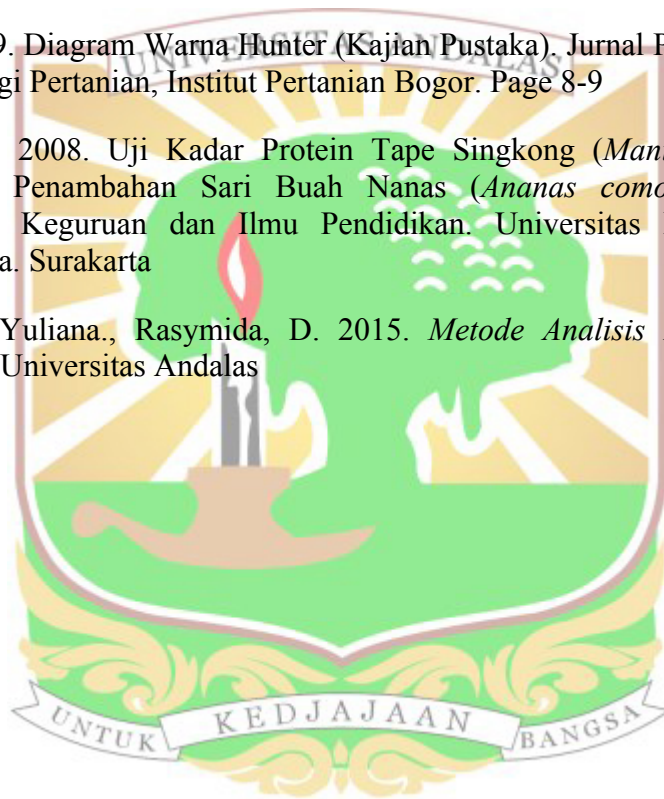 9. Diagram Warna Hunter (Kajian Pustaka). Jurnal
UNIVERSITAS ANDALAS
gi Pertanian, Institut Pertanian Bogor. Page 8-9
2008. Uji Kadar Protein Tape Singkong (
Penambahan Sari Buah Nanas (Ananas
Keguruan dan Ilmu Pendidikan. Universitas
a. Surakarta
Yuliana., Rasymida, D. 2015. Metode Analisis
Universitas Andalas
UNTUK KEDJAJAAN BANGSA